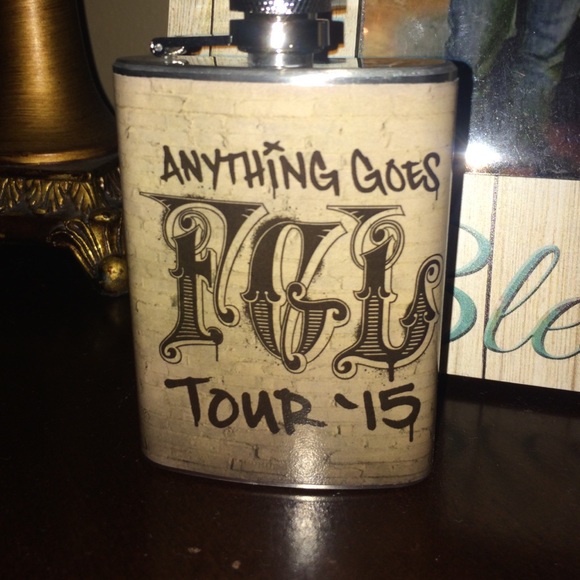 ANYTHING GOES
FGL
TOUR '15
Ble